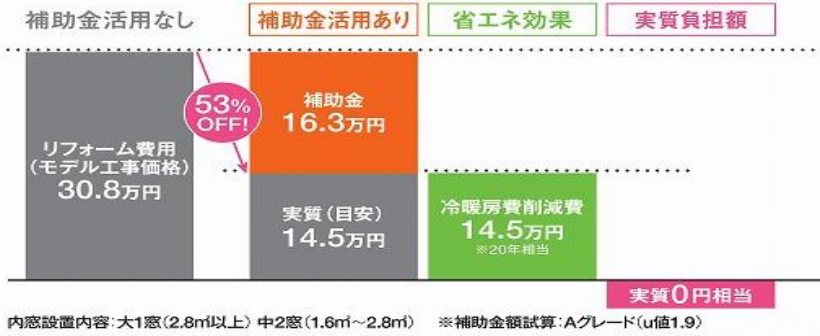 補助金活用なし
補助金活用あり
省エネ効果
実質負担額
リフォーム費用
(モデル工事価格)
30.8万円
53%
OFF!
補助金
16.3万円
実質(目安)
14.5万円
冷暖房費削減費
14.5万円
※20年相当
実質0円相当
内窓設置内容:大1窓(2.8㎡以上) 中2窓(1.6㎡~2.8㎡) ※補助金額試算:Aグレード(u値1.9)